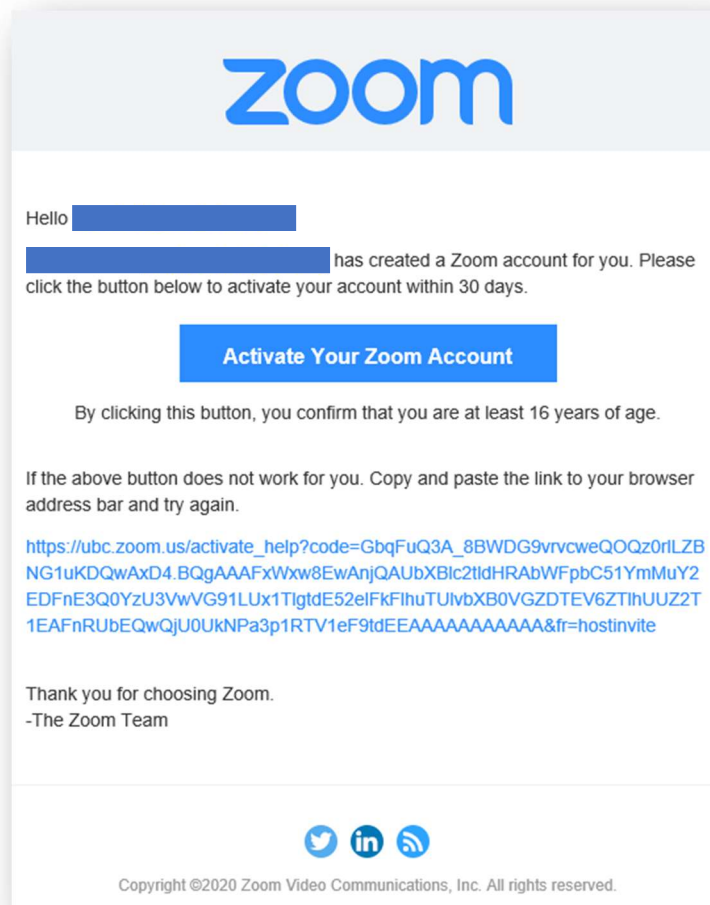 zoom
Hello
has created a Zoom account for you. Please
click the button below to activate your account within 30 days.
Activate Your Zoom Account
By clicking this button, you confirm that you are at least 16 years of age.
If the above button does not work for you. Copy and paste the link to your browser
address bar and try again.
https://ubc.zoom.us/activate_help?code=GbqFuQ3A_8BWDG9vrvcweQOQz0rlLZB
NG1uKDQwAxD4.BQgAAAFxWxw8EwAnjQAUbXBlc2tldHRAbWFpbC51YmMuY2
EDFnE3Q0YzU3VwVG91LUx1TlgtdE52elFkFlhuTUlvbXB0VGZDTEV6ZTlhUUZ2T
1EAFnRUbEQwQjU0UkNPa3p1RTV1eF9tdEEAAAAAAAAAAA&fr=hostinvite
Thank you for choosing Zoom.
-The Zoom Team
in
Copyright ©2020 Zoom Video Communications, Inc. All rights reserved.